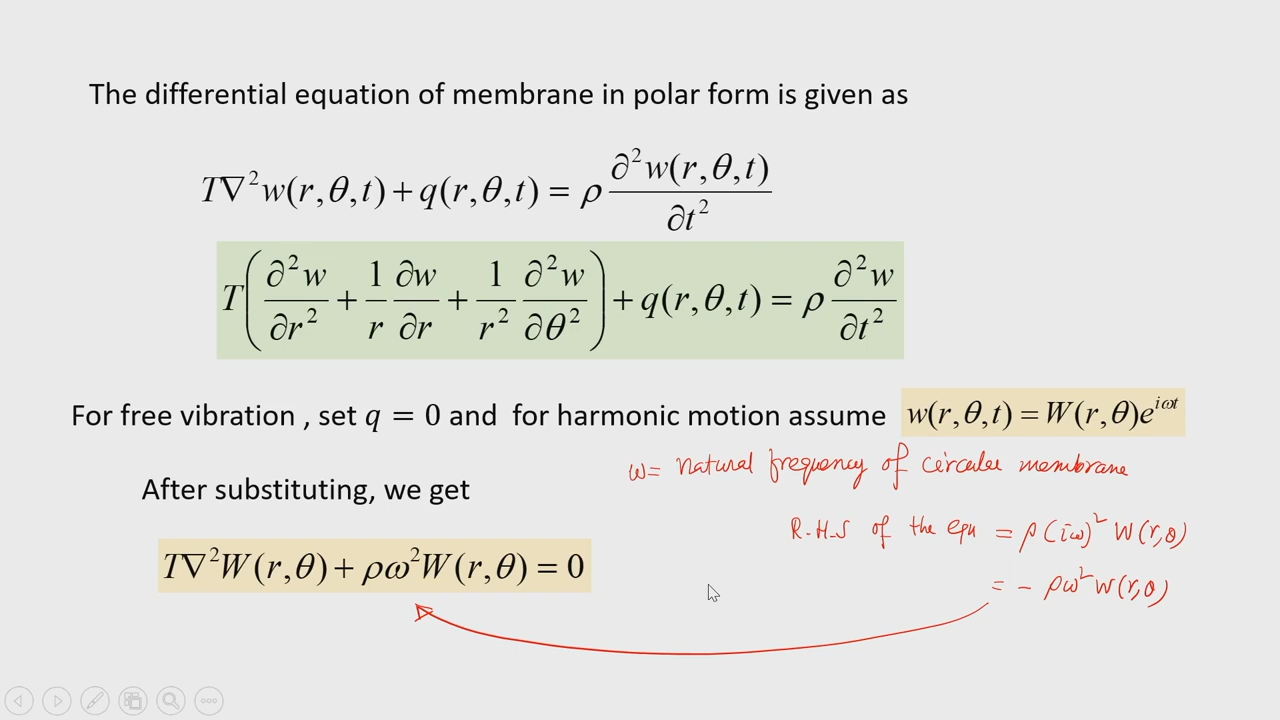 The differential equation of membrane in polar form is given as
T∇²w(r,θ,t) + q(r,θ,t) = ρ ∂²w(r,θ,t)/∂t²
T(∂²w/∂r² + 1/r ∂w/∂r + 1/r² ∂²w/∂θ²) + q(r,θ,t) = ρ ∂²w/∂t²
For free vibration , set q = 0 and for harmonic motion assume w(r,θ,t) = W(r,θ)e^{iωt}
ω = natural frequency of circular membrane
After substituting, we get
R.H.S of the eqn = ρ(iω)² W(r,θ)
T∇²W(r,θ) + ρω²W(r,θ) = 0
= - ρω² W(r,θ)